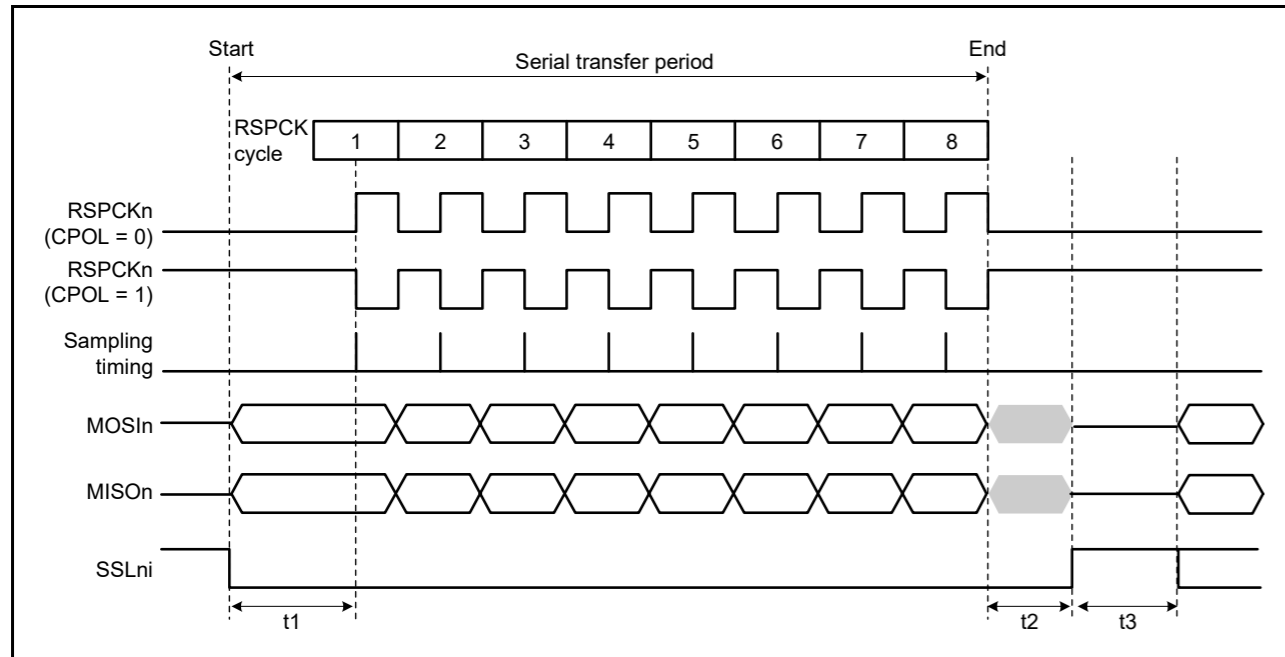 Start
End
Serial transfer period
RSPCK
cycle
1 2 3 4 5 6 7 8
RSPCKn
(CPOL = 0)
RSPCKn
(CPOL = 1)
Sampling
timing
MOSIn
MISOn
SSLni
t1
t2
t3